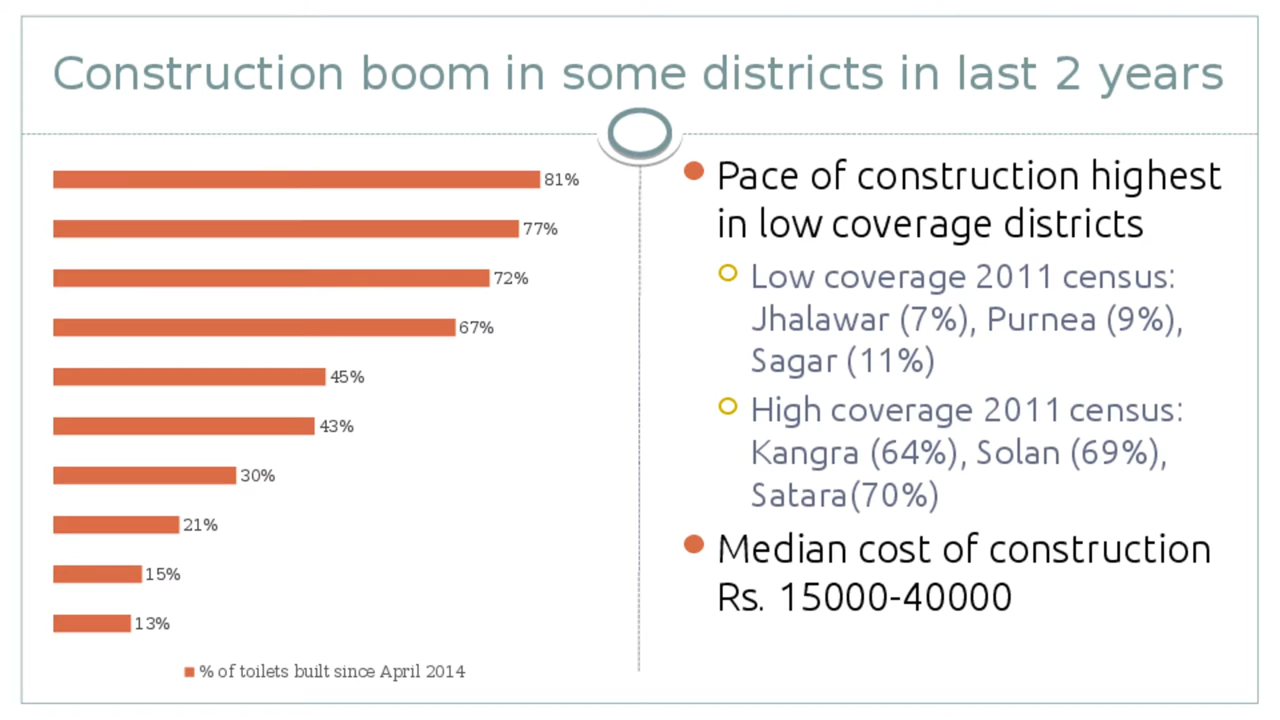 Construction boom in some districts in last 2 years
81%
77%
72%
67%
45%
43%
30%
21%
15%
13%
% of toilets built since April 2014
Pace of construction highest
in low coverage districts
Low coverage 2011 census:
Jhalawar (7%), Purnea (9%),
Sagar (11%)
High coverage 2011 census:
Kangra (64%), Solan (69%),
Satara(70%)
Median cost of construction
Rs. 15000-40000